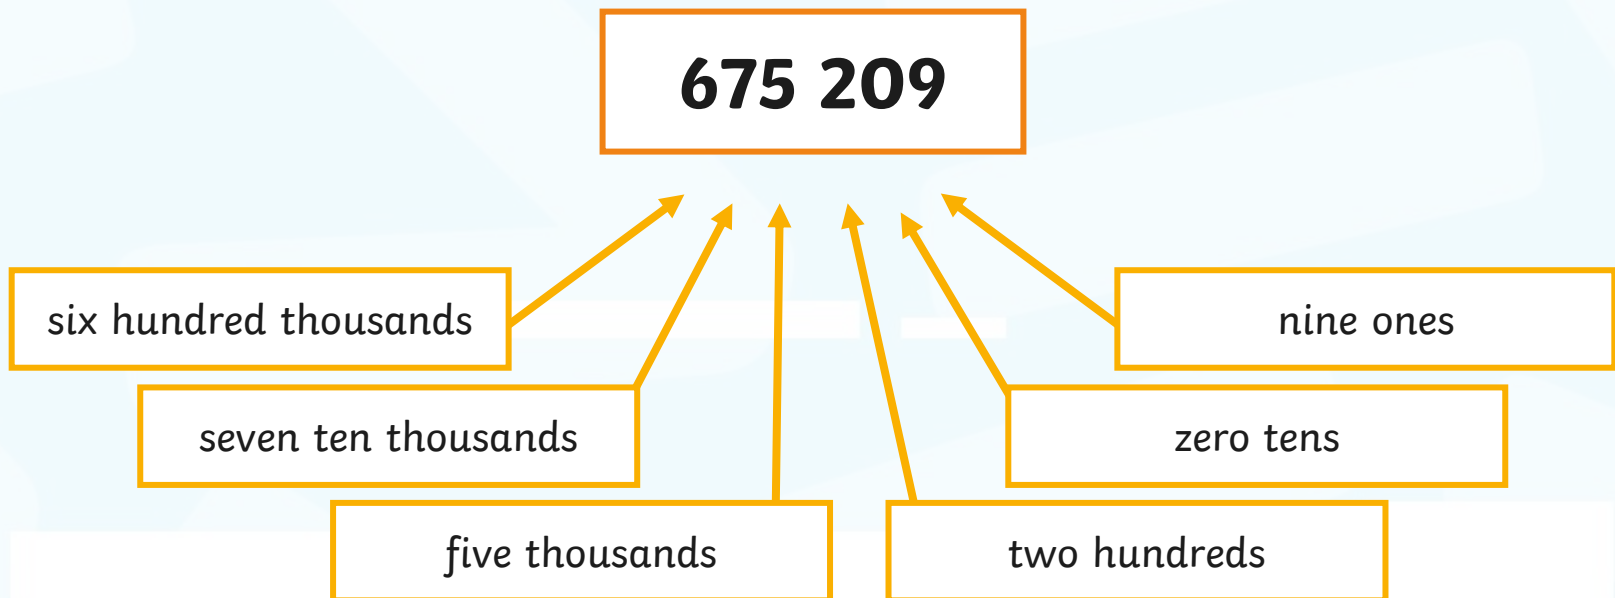 675 209
six hundred thousands
nine ones
seven ten thousands
zero tens
five thousands
two hundreds